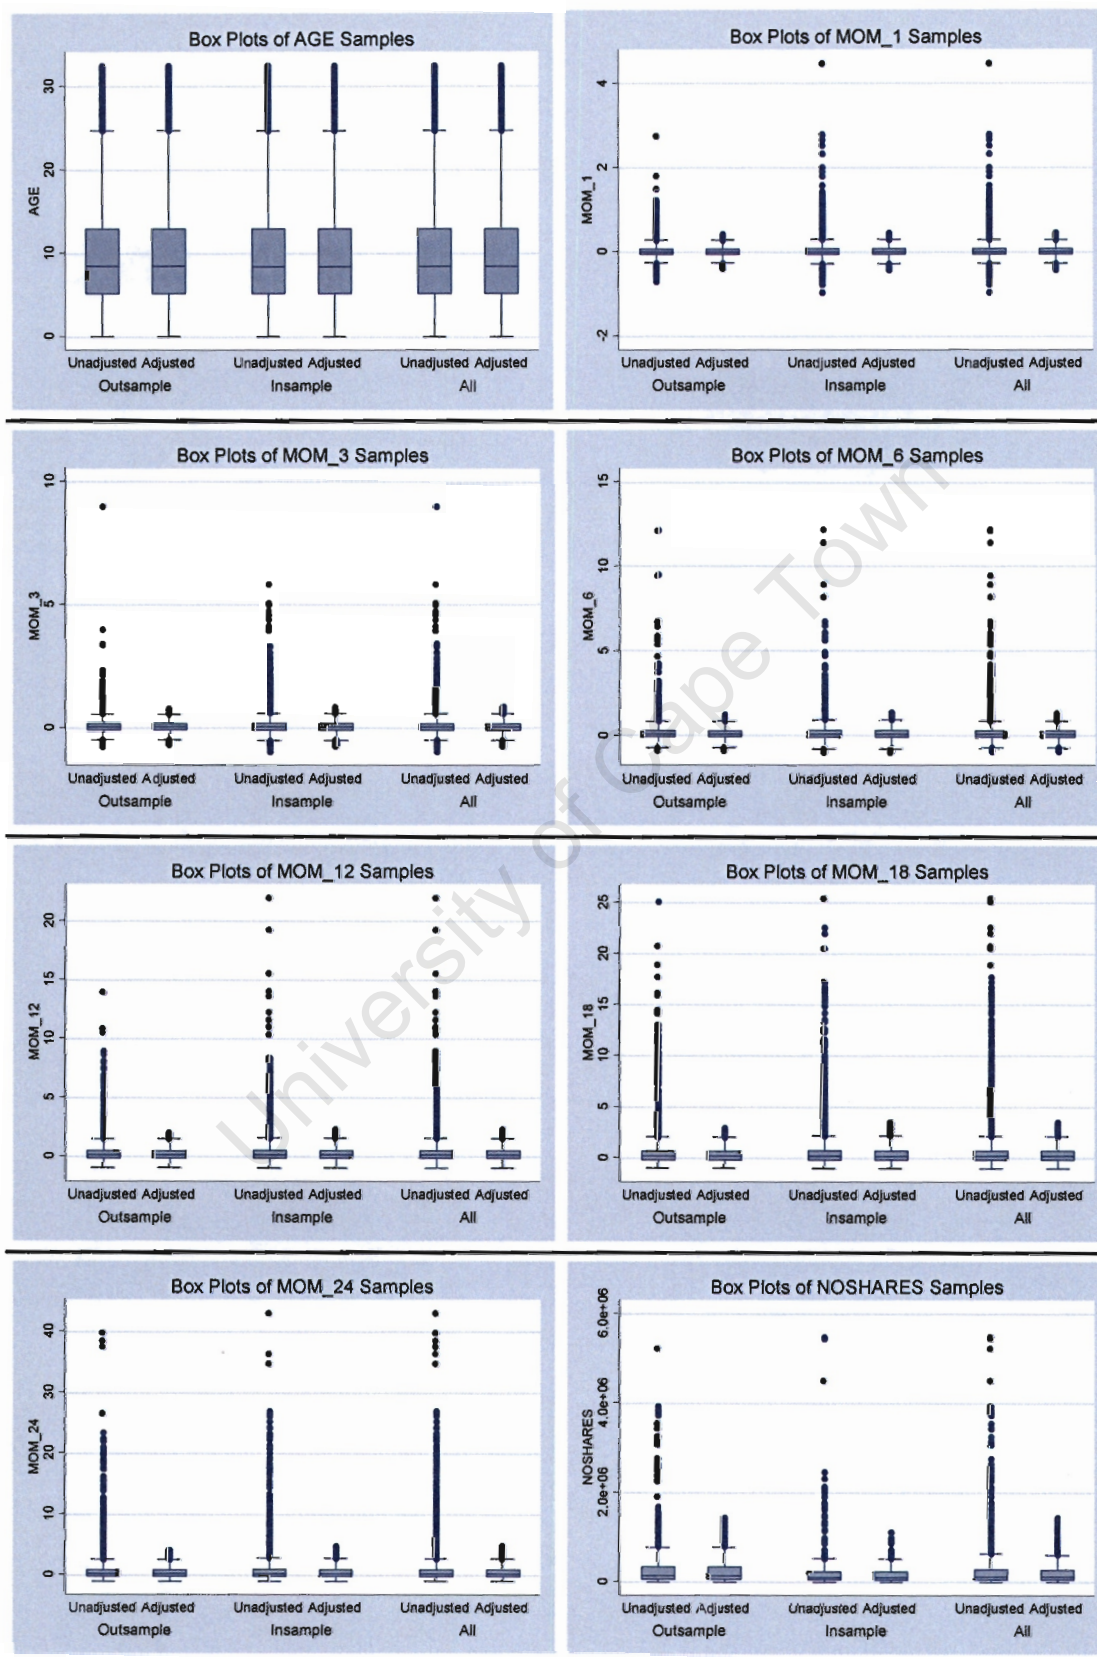 Box Plots of AGE Samples
AGE
30
20
10
0
Unadjusted Adjusted Unadjusted Adjusted Unadjusted Adjusted
Outsample Insample All
Box Plots of MOM_1 Samples
MOM_1
4
2
0
-2
Unadjusted Adjusted Unadjusted Adjusted Unadjusted Adjusted
Outsample Insample All
Box Plots of MOM_3 Samples
MOM_3
10
5
0
Unadjusted Adjusted Unadjusted Adjusted Unadjusted Adjusted
Outsample Insample All
Box Plots of MOM_6 Samples
MOM_6
15
10
5
0
Unadjusted Adjusted Unadjusted Adjusted Unadjusted Adjusted
Outsample Insample All
Box Plots of MOM_12 Samples
MOM_12
20
15
10
5
0
Unadjusted Adjusted Unadjusted Adjusted Unadjusted Adjusted
Outsample Insample All
Box Plots of MOM_18 Samples
MOM_18
25
20
15
10
5
0
Unadjusted Adjusted Unadjusted Adjusted Unadjusted Adjusted
Outsample Insample All
Box Plots of MOM_24 Samples
MOM_24
40
30
20
10
0
Unadjusted Adjusted Unadjusted Adjusted Unadjusted Adjusted
Outsample Insample All
Box Plots of NOSHARES Samples
NOSHARES
6.0e+06
4.0e+06
2.0e+06
0
Unadjusted Adjusted Unadjusted Adjusted Unadjusted Adjusted
Outsample Insample All
University of Cape Town